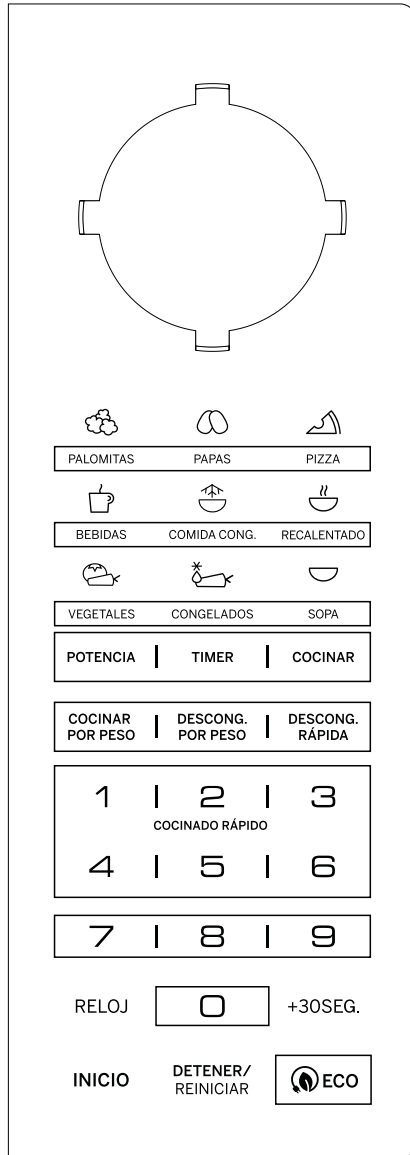 PALOMITAS PAPAS PIZZA
BEBIDAS COMIDA CONG. RECALENTADO
VEGETALES CONGELADOS SOPA
POTENCIA TIMER COCINAR
COCINAR DESCONG. DESCONG.
POR PESO POR PESO RÁPIDA
1 2 3
COCINADO RÁPIDO
4 5 6
7 8 9
RELOJ 0 +30SEG.
INICIO DETENER/ ECO
REINICIAR